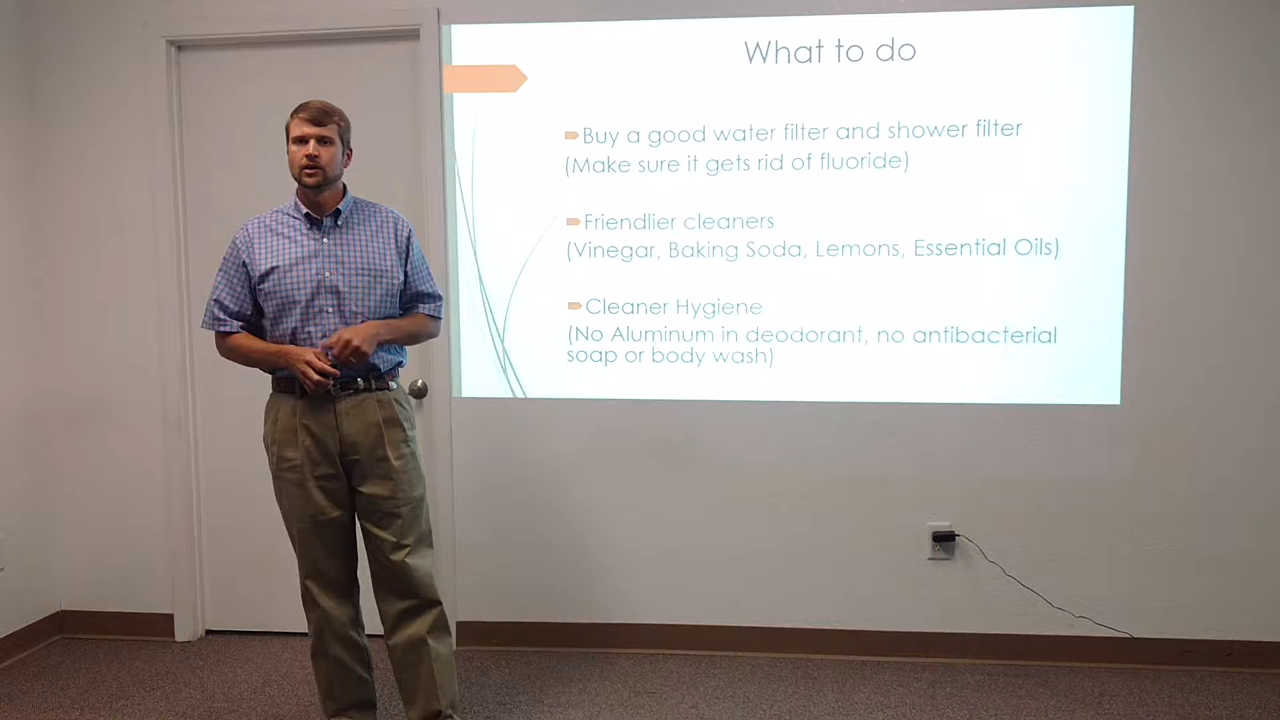 What to do
Buy a good water filter and shower filter
(Make sure it gets rid of fluoride)
Friendlier cleaners
(Vinegar, Baking Soda, Lemons, Essential Oils)
Cleaner Hygiene
(No Aluminum in deodorant, no antibacterial
soap or body wash)